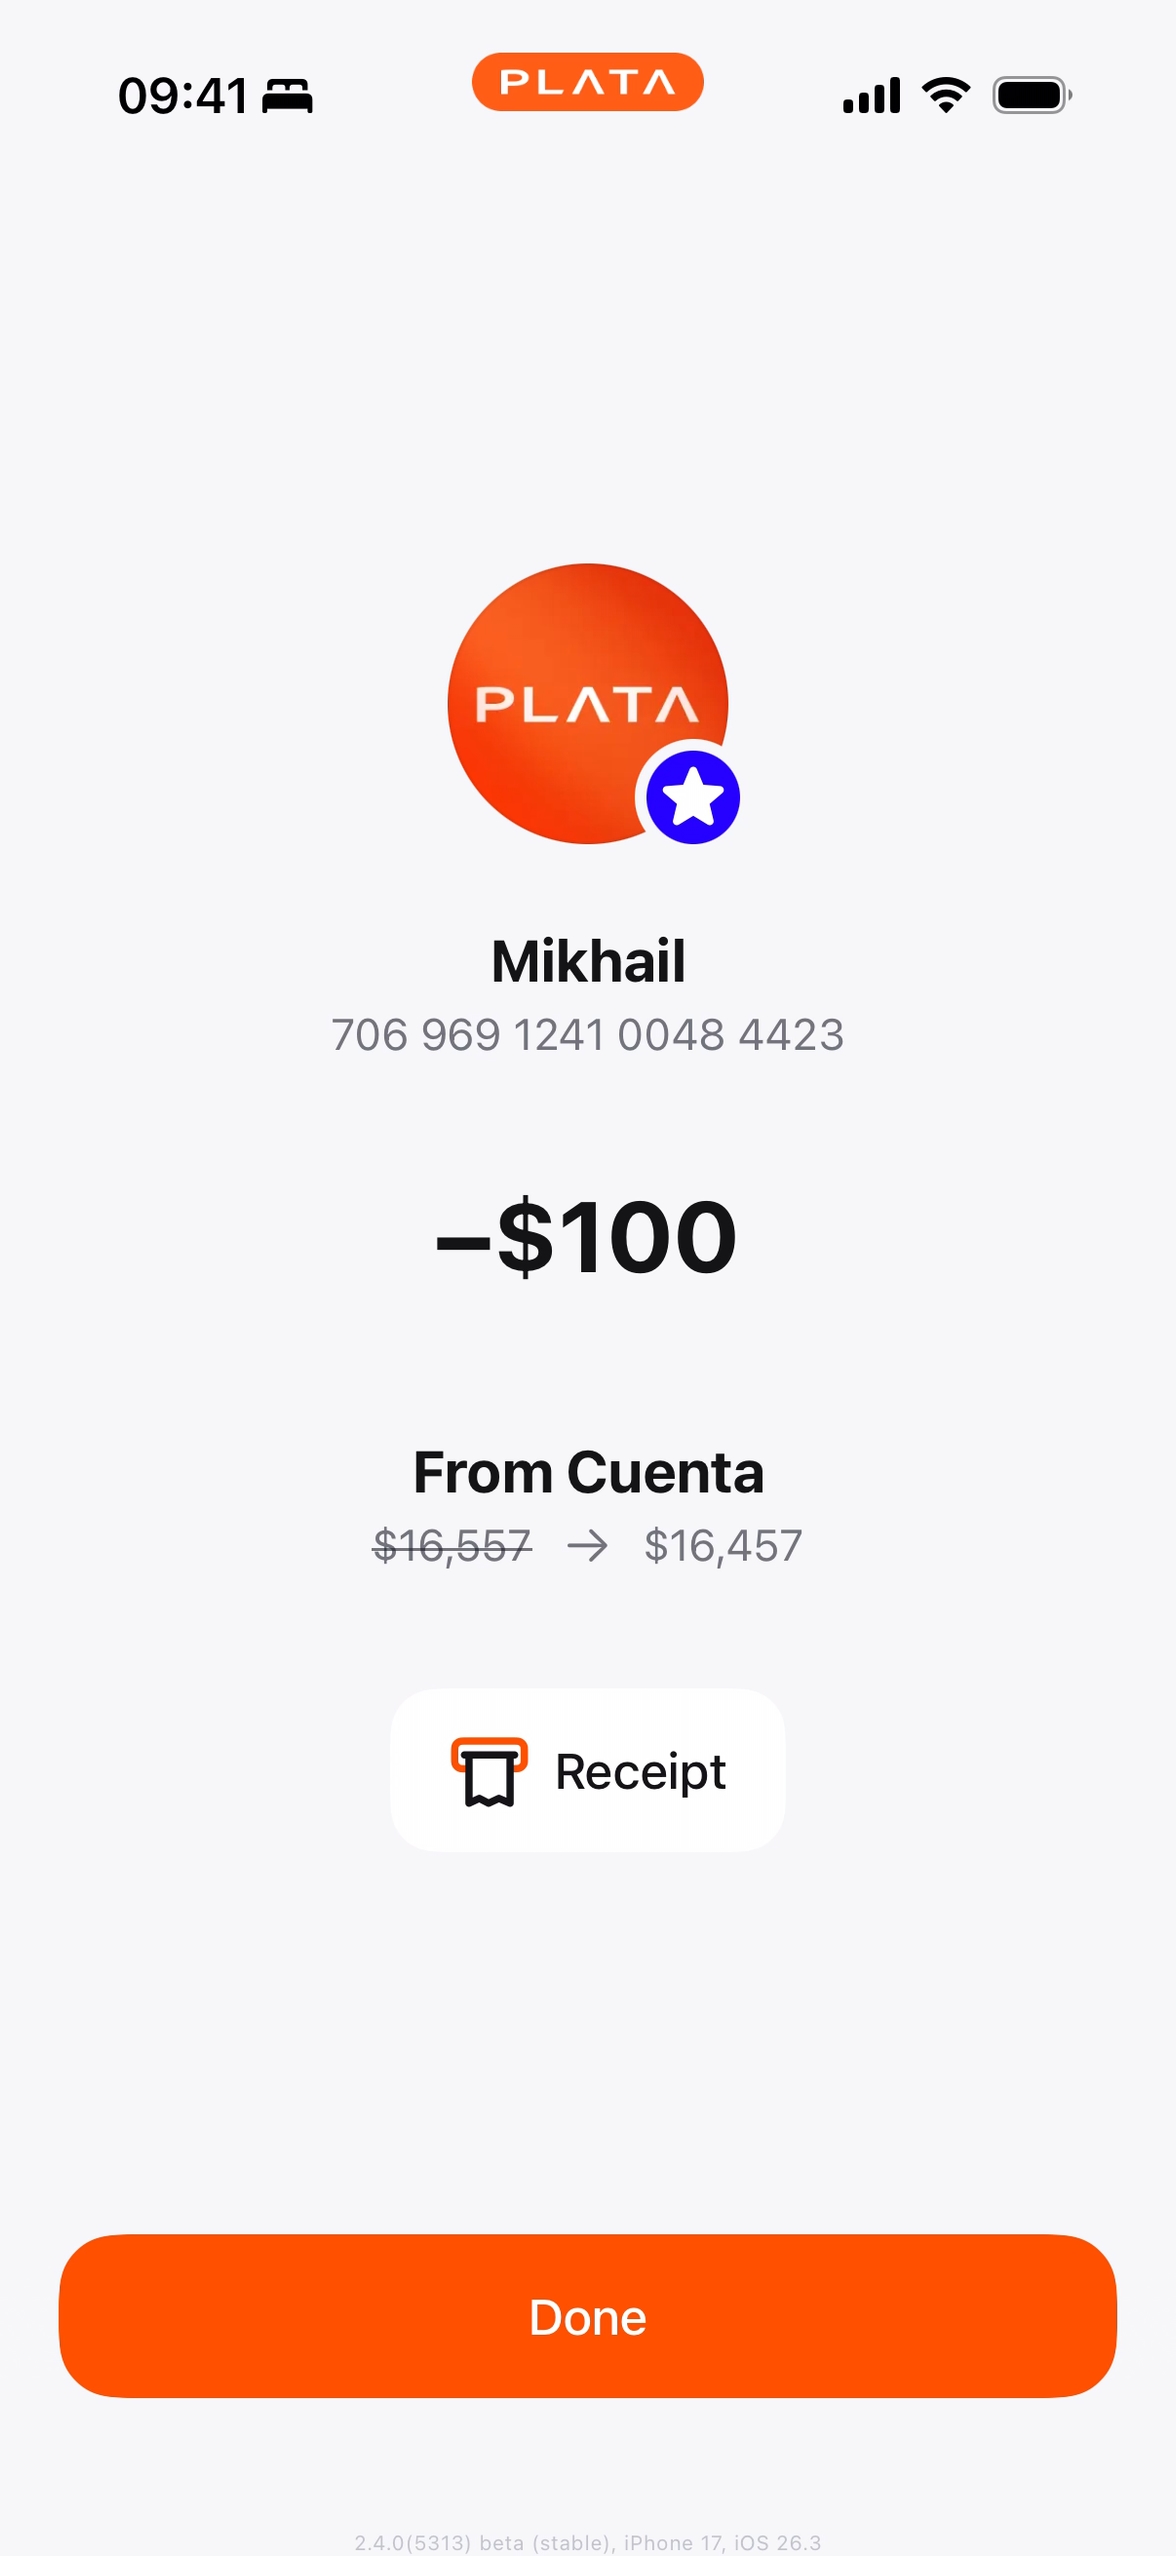 09:41
PLATA
PLATA
Mikhail
706 969 1241 0048 4423
–$100
From Cuenta
$16,557 → $16,457
Receipt
Done
2.4.0(5313) beta (stable), iPhone 17, iOS 26.3